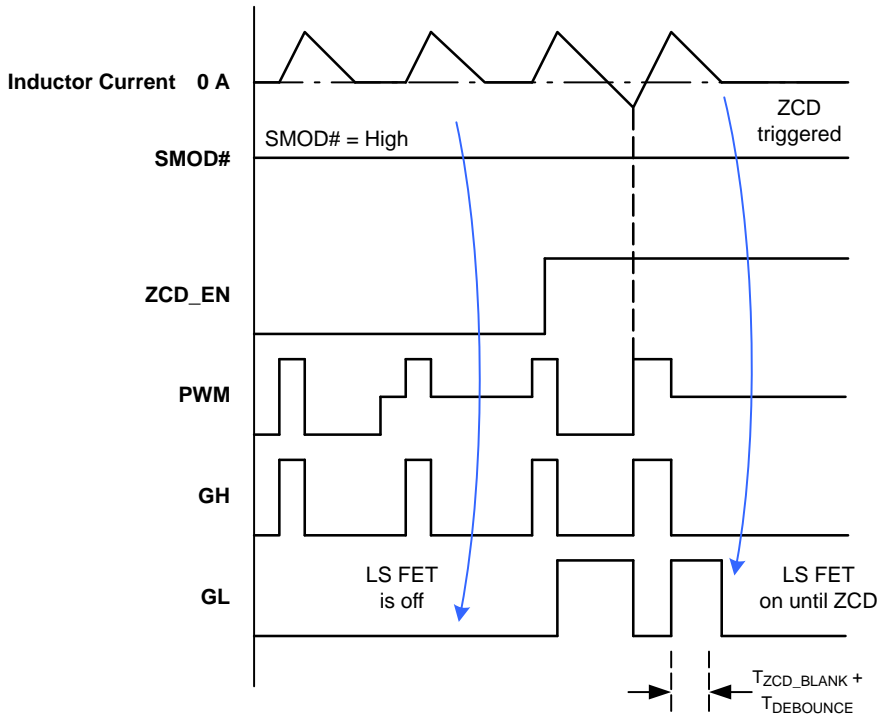 Inductor Current 0 A
ZCD
triggered
SMOD# = High
SMOD#
ZCD_EN
PWM
GH
GL
LS FET
is off
LS FET
on until ZCD
TZCD_BLANK +
TDEBOUNCE